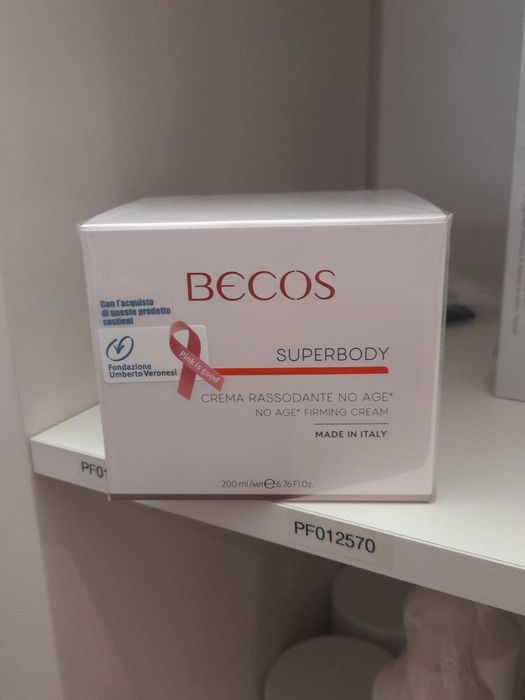 BECOS
Con l'acquisto
di questo prodotto
sostieni
Fondazione
Umberto Veronesi
Pink is good
SUPERBODY
CREMA RASSODANTE NO AGE*
NO AGE* FIRMING CREAM
MADE IN ITALY
200 ml/мл℮6.76 Fl.Oz.
PF01
PF012570